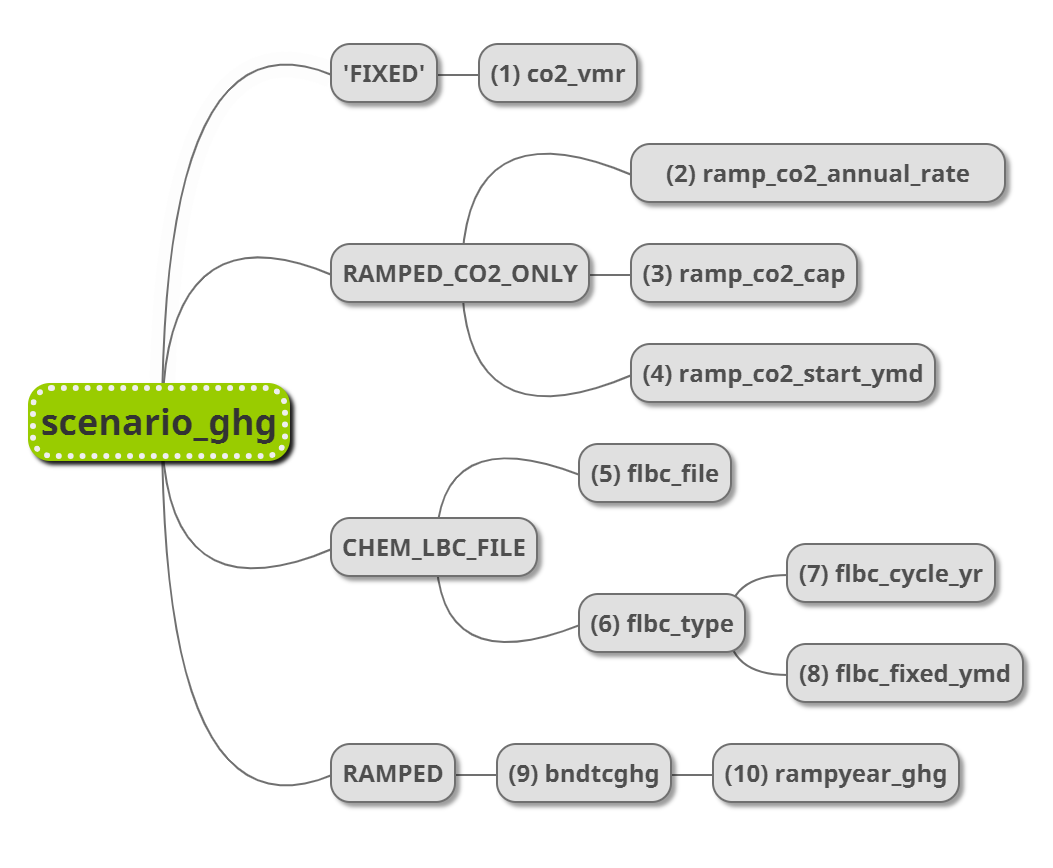 'FIXED'
(1) co2_vmr
(2) ramp_co2_annual_rate
RAMPED_CO2_ONLY
(3) ramp_co2_cap
(4) ramp_co2_start_ymd
scenario_ghg
(5) flbc_file
CHEM_LBC_FILE
(6) flbc_type
(7) flbc_cycle_yr
(8) flbc_fixed_ymd
RAMPED
(9) bndtcghg
(10) rampyear_ghg